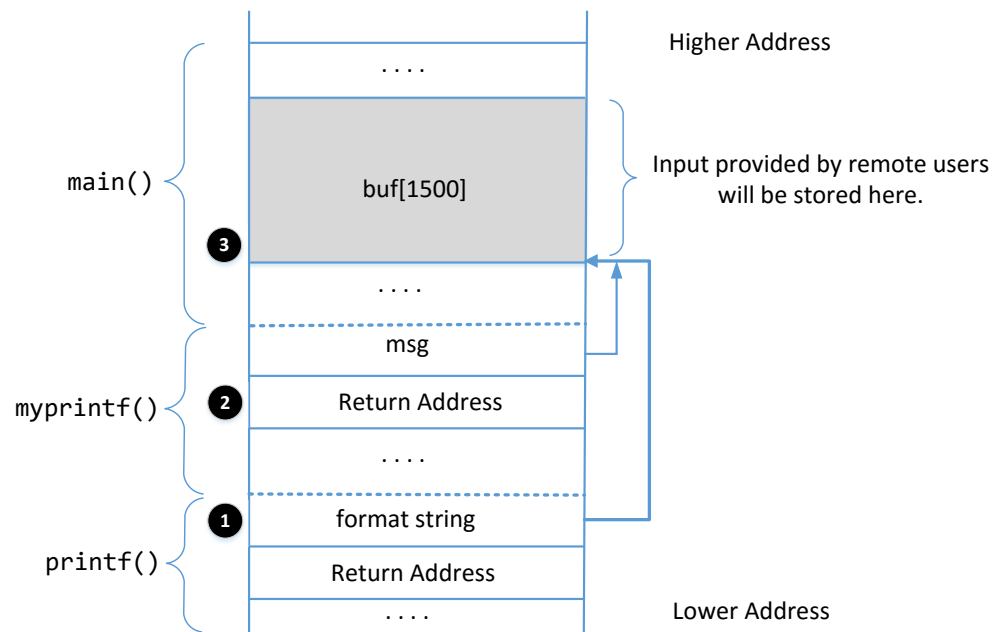 Higher Address
. . . .
main()
buf[1500]
Input provided by remote users
will be stored here.
3
. . . .
msg
myprintf()
2
Return Address
. . . .
1
format string
printf()
Return Address
. . . .
Lower Address